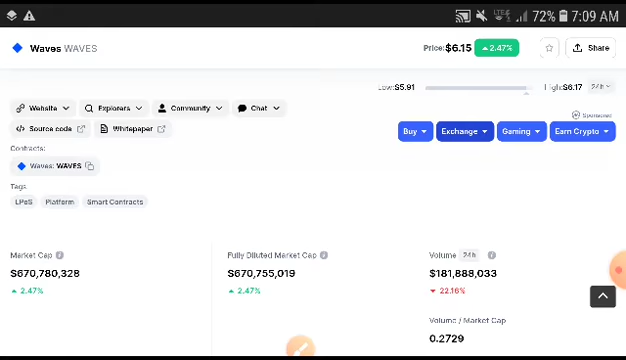 72% 7:09 AM
Waves WAVES Price: $6.15 2.47% Share
Low: $5.91 High: $6.17 24h
Website Explorers Community Chat
Sponsored
Source code Whitepaper Buy Exchange Gaming Earn Crypto
Contracts:
Waves: WAVES
Tags
LPoS Platform Smart Contracts
Market Cap Fully Diluted Market Cap Volume 24h
$670,780,328 $670,755,019 $181,888,033
2.47% 2.47% 22.16%
Volume / Market Cap
0.2729